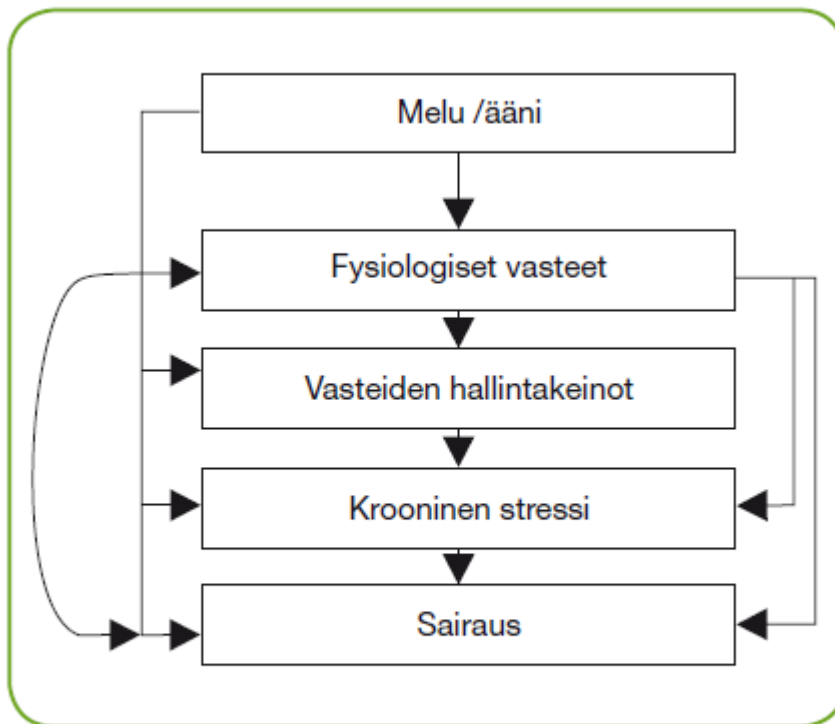 Melu /ääni
Fysiologiset vasteet
Vasteiden hallintakeinot
Krooninen stressi
Sairaus